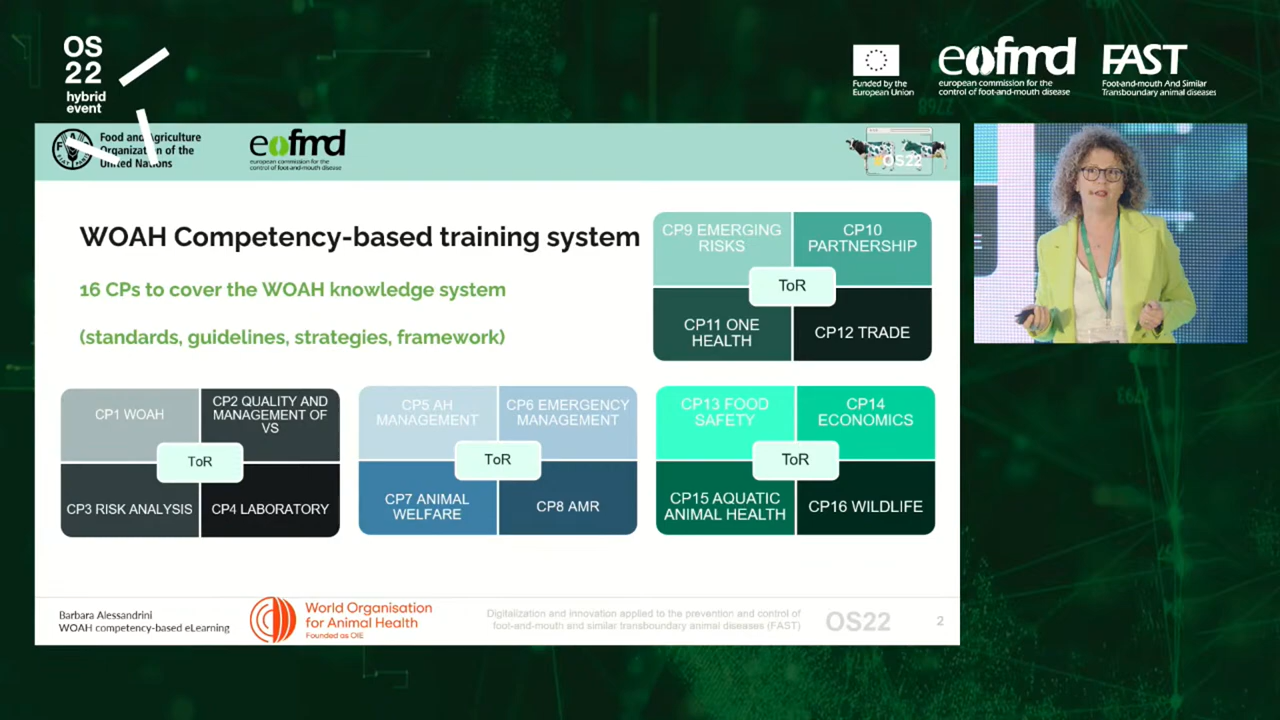 OS
22
hybrid
event
Funded by the
European Union
eofmd
european commission for the
control of foot-and-mouth disease
FAST
Foot-and-mouth And Similar
Transboundary animal diseases
Food and Agriculture
Organization of the
United Nations
eofmd
european commission for the
control of foot-and-mouth disease
OS22
WOAH Competency-based training system
16 CPs to cover the WOAH knowledge system
(standards, guidelines, strategies, framework)
CP9 EMERGING
RISKS
CP10
PARTNERSHIP
ToR
CP11 ONE
HEALTH
CP12 TRADE
CP1 WOAH
CP2 QUALITY AND
MANAGEMENT OF
VS
ToR
CP3 RISK ANALYSIS
CP4 LABORATORY
CP5 AH
MANAGEMENT
CP6 EMERGENCY
MANAGEMENT
ToR
CP7 ANIMAL
WELFARE
CP8 AMR
CP13 FOOD
SAFETY
CP14
ECONOMICS
ToR
CP15 AQUATIC
ANIMAL HEALTH
CP16 WILDLIFE
Barbara Alessandrini
WOAH competency-based eLearning
World Organisation
for Animal Health
Founded as OIE
Digitalization and innovation applied to the prevention and control of
foot-and-mouth and similar transboundary animal diseases (FAST)
OS22
2